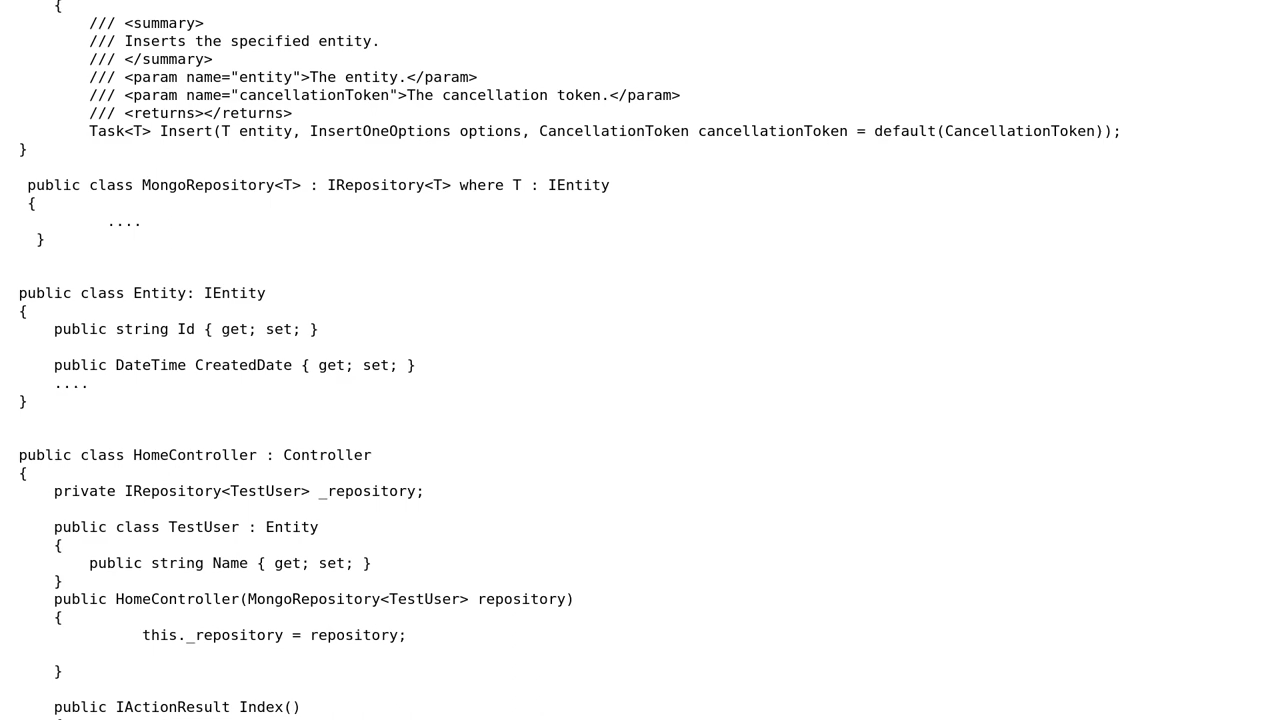 {
/// <summary>
/// Inserts the specified entity.
/// </summary>
/// <param name="entity">The entity.</param>
/// <param name="cancellationToken">The cancellation token.</param>
/// <returns></returns>
Task<T> Insert(T entity, InsertOneOptions options, CancellationToken cancellationToken = default(CancellationToken));
}
public class MongoRepository<T> : IRepository<T> where T : IEntity
{
....
}
public class Entity: IEntity
{
public string Id { get; set; }
public DateTime CreatedDate { get; set; }
....
}
public class HomeController : Controller
{
private IRepository<TestUser> _repository;
public class TestUser : Entity
{
public string Name { get; set; }
}
public HomeController(MongoRepository<TestUser> repository)
{
this._repository = repository;
}
public IActionResult Index()
{